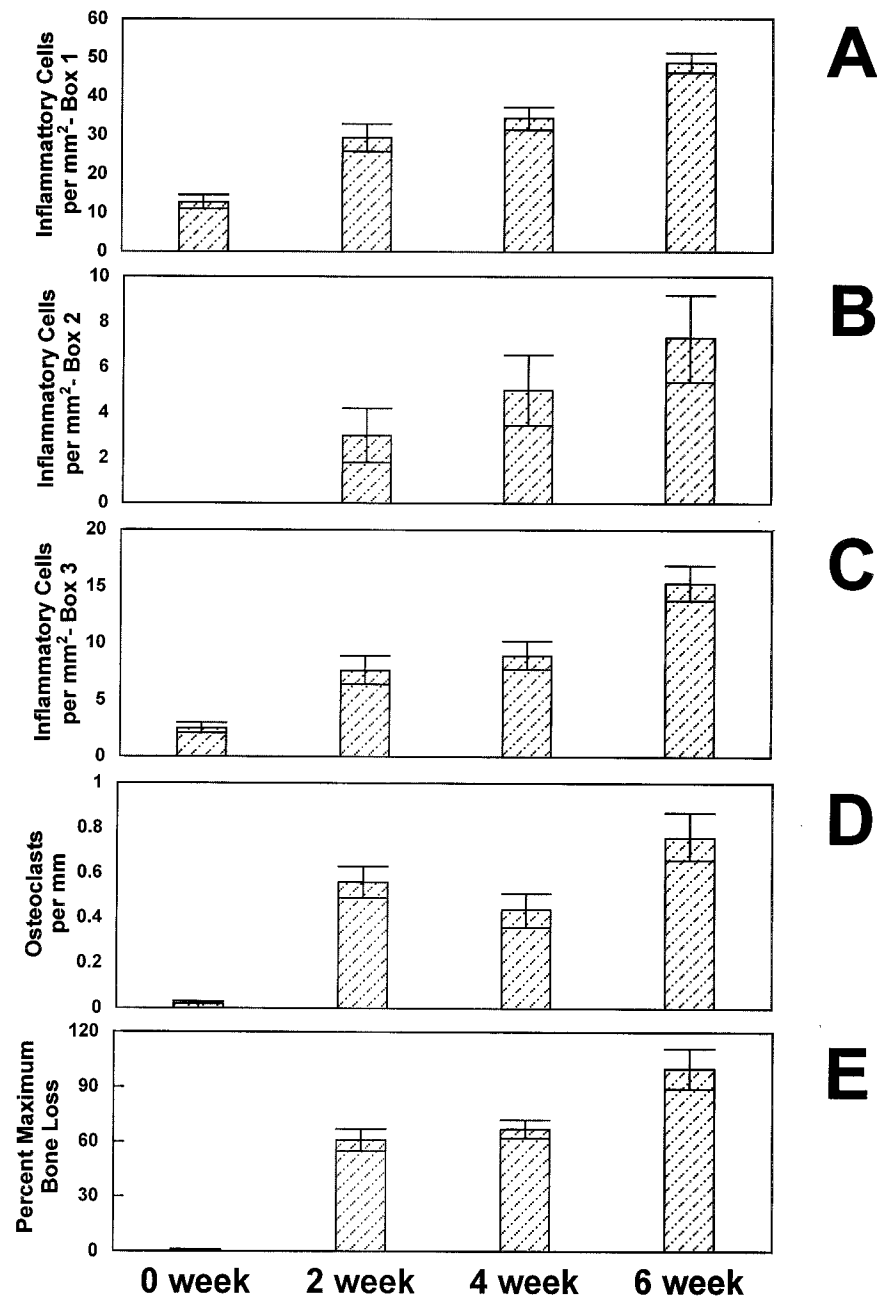 Inflammattory Cells
per mm²- Box 1
60
50
40
30
20
10
0
A
Inflammatory Cells
per mm²- Box 2
10
8
6
4
2
0
B
Inflammatory Cells
per mm²- Box 3
20
15
10
5
0
C
Osteoclasts
per mm
1
0.8
0.6
0.4
0.2
0
D
Percent Maximum
Bone Loss
120
90
60
30
0
E
0 week 2 week 4 week 6 week